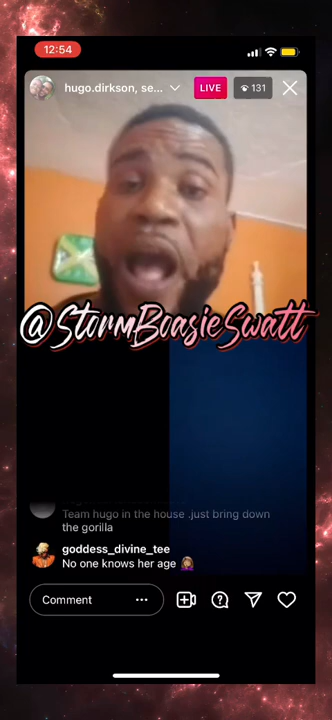 12:54
hugo.dirkson, se...
LIVE
131
@StormBoasieSwatt
Team hugo in the house .just bring down
the gorilla
goddess_divine_tee
No one knows her age
Comment